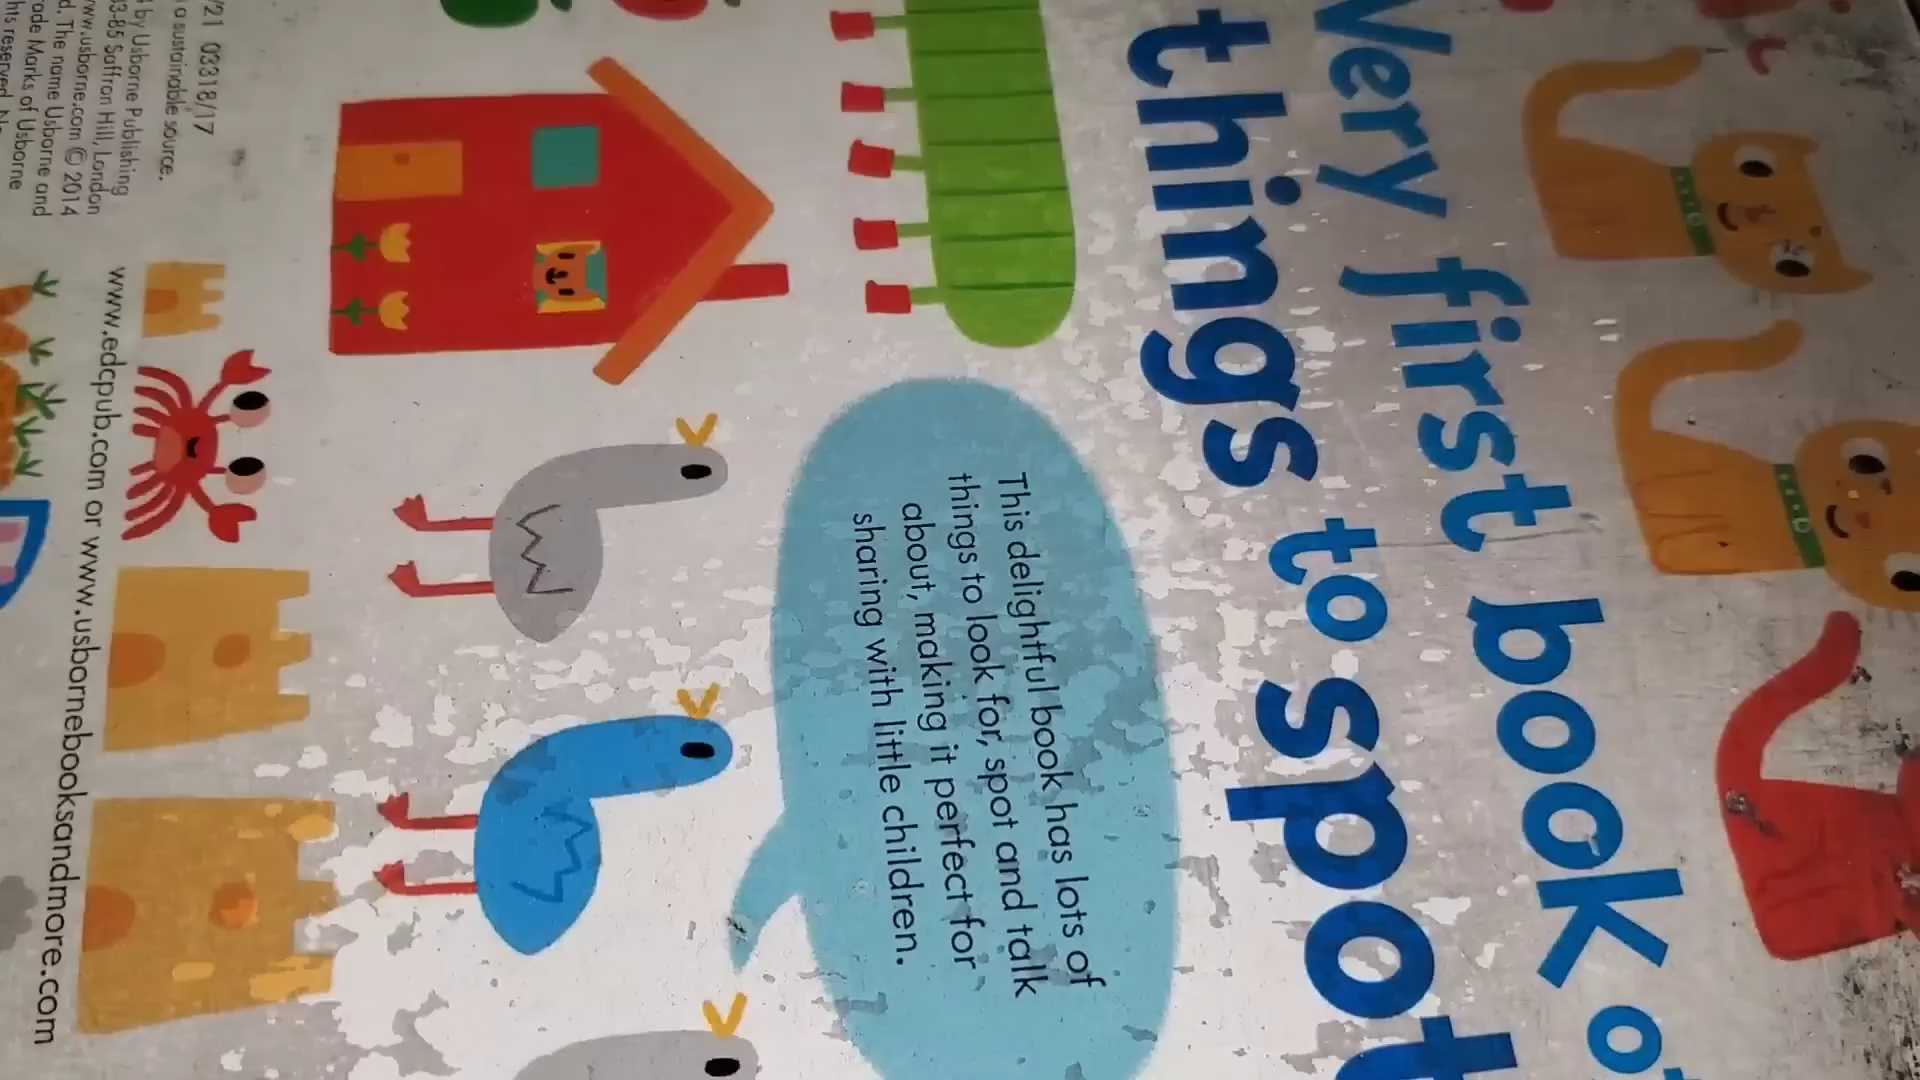 Very first book of
things to spot
This delightful book has lots of
things to look for, spot and talk
about, making it perfect for
sharing with little children.
/21 03318/17
a sustainable source.
by Usborne Publishing
83-85 Saffron Hill, London
www.usborne.com © 2014
The name Usborne and
Trade Marks of Usborne
reserved.
www.edcpub.com or www.usbornebooksandmore.com